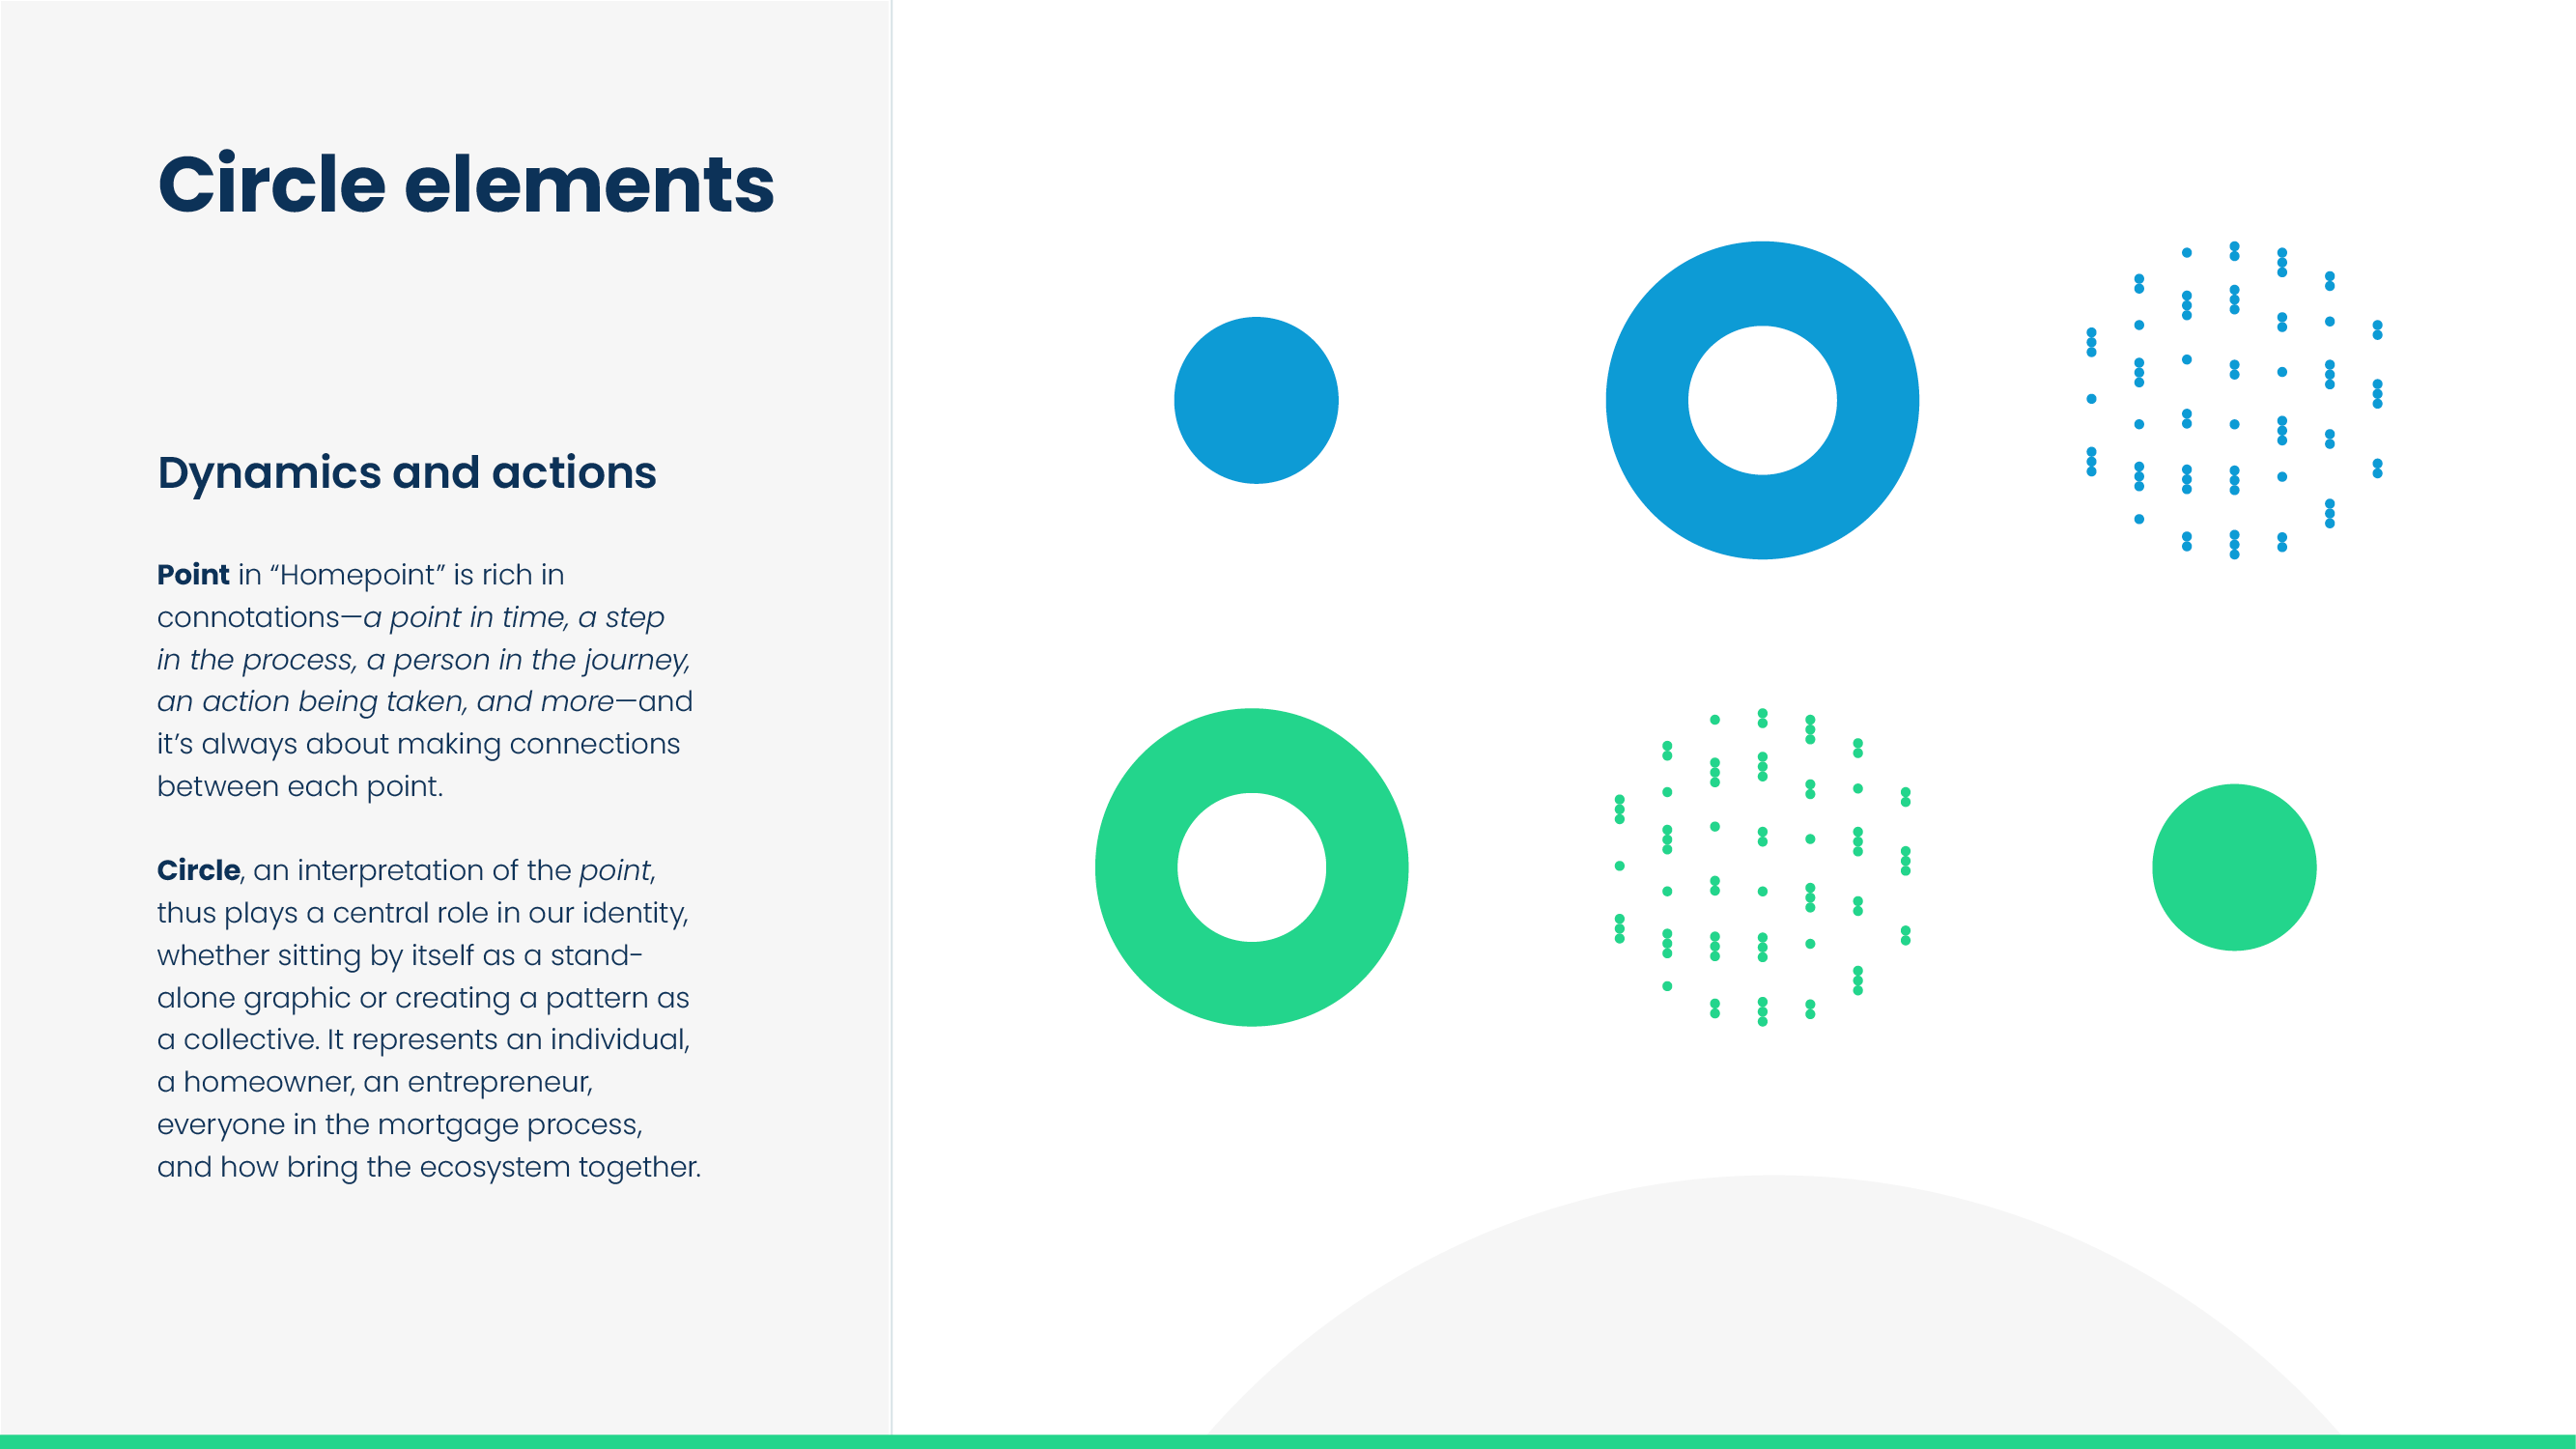 Circle elements
Dynamics and actions
Point in “Homepoint” is rich in
connotations—a point in time, a step
in the process, a person in the journey,
an action being taken, and more—and
it’s always about making connections
between each point.
Circle, an interpretation of the point,
thus plays a central role in our identity,
whether sitting by itself as a stand-
alone graphic or creating a pattern as
a collective. It represents an individual,
a homeowner, an entrepreneur,
everyone in the mortgage process,
and how bring the ecosystem together.